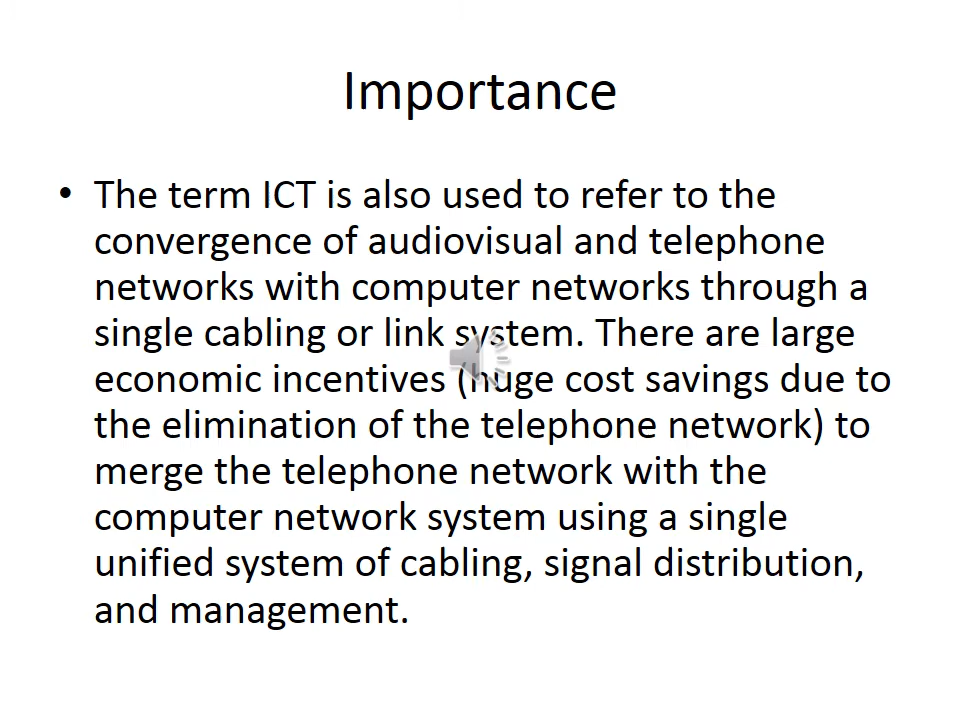 Importance
• The term ICT is also used to refer to the
convergence of audiovisual and telephone
networks with computer networks through a
single cabling or link system. There are large
economic incentives (huge cost savings due to
the elimination of the telephone network) to
merge the telephone network with the
computer network system using a single
unified system of cabling, signal distribution,
and management.